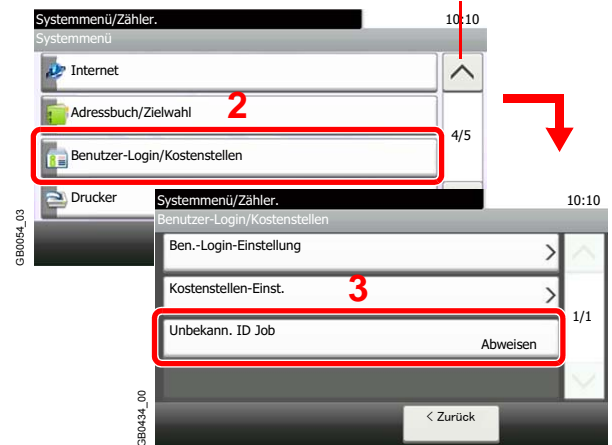 Systemmenü/Zähler. 10:10
Systemmenü
Internet
Adressbuch/Zielwahl
2
4/5
Benutzer-Login/Kostenstellen
Drucker
GB0054_03
Systemmenü/Zähler. 10:10
Benutzer-Login/Kostenstellen
Ben.-Login-Einstellung >
Kostenstellen-Einst. >
3
1/1
Unbekann. ID Job
Abweisen
< Zurück
GB0434_00